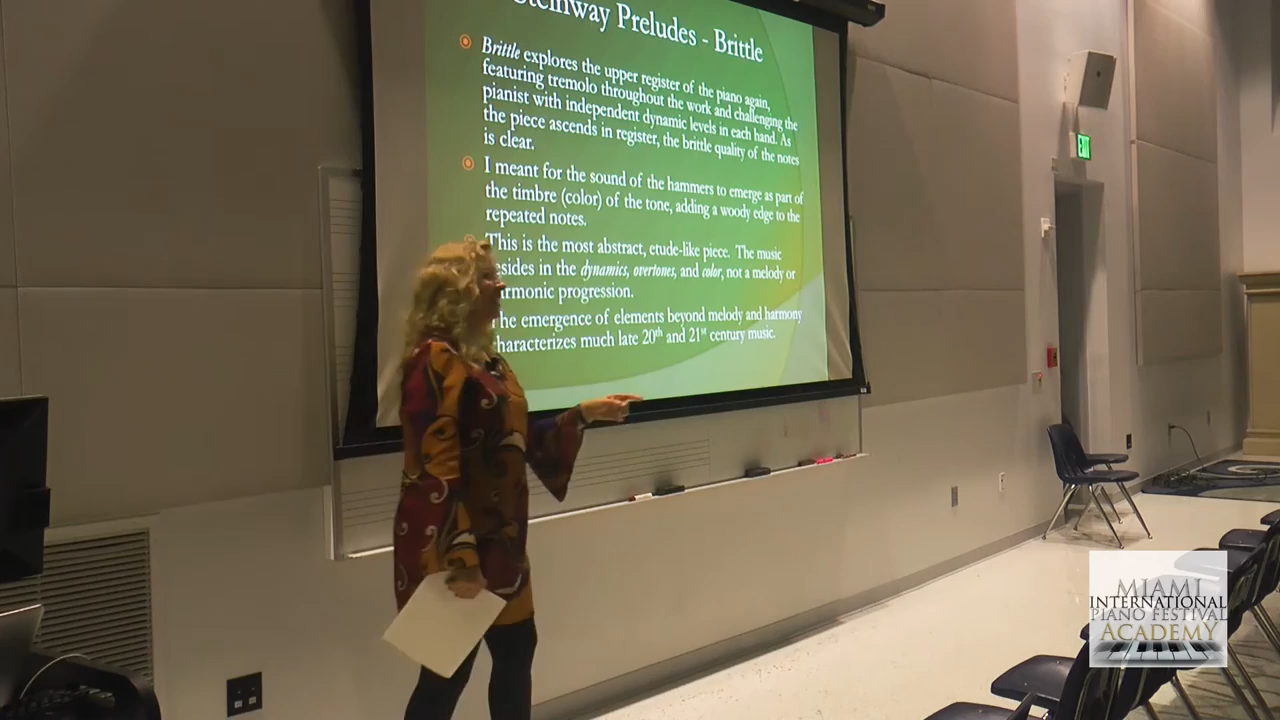 Steinway Preludes - Brittle
Brittle explores the upper register of the piano again,
featuring tremolo throughout the work and challenging the
pianist with independent dynamic levels in each hand. As
the piece ascends in register, the brittle quality of the notes
is clear.
I meant for the sound of the hammers to emerge as part of
the timbre (color) of the tone, adding a woody edge to the
repeated notes.
This is the most abstract, etude-like piece. The music
esides in the dynamics, overtones, and color, not a melody or
armonic progression.
The emergence of elements beyond melody and harmony
haracterizes much late 20th and 21st century music.
EXIT
MIAMI
INTERNATIONAL
PIANO FESTIVAL
ACADEMY